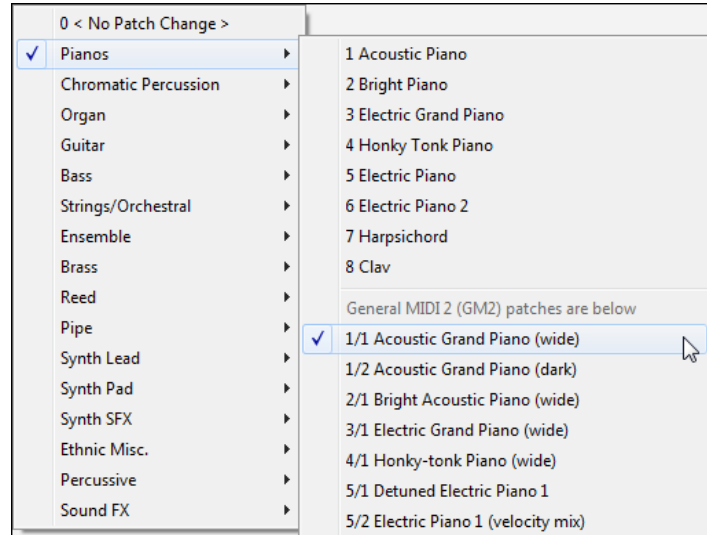 0 < No Patch Change >
Pianos
Chromatic Percussion
Organ
Guitar
Bass
Strings/Orchestral
Ensemble
Brass
Reed
Pipe
Synth Lead
Synth Pad
Synth SFX
Ethnic Misc.
Percussive
Sound FX
1 Acoustic Piano
2 Bright Piano
3 Electric Grand Piano
4 Honky Tonk Piano
5 Electric Piano
6 Electric Piano 2
7 Harpsichord
8 Clav
General MIDI 2 (GM2) patches are below
1/1 Acoustic Grand Piano (wide)
1/2 Acoustic Grand Piano (dark)
2/1 Bright Acoustic Piano (wide)
3/1 Electric Grand Piano (wide)
4/1 Honky-tonk Piano (wide)
5/1 Detuned Electric Piano 1
5/2 Electric Piano 1 (velocity mix)